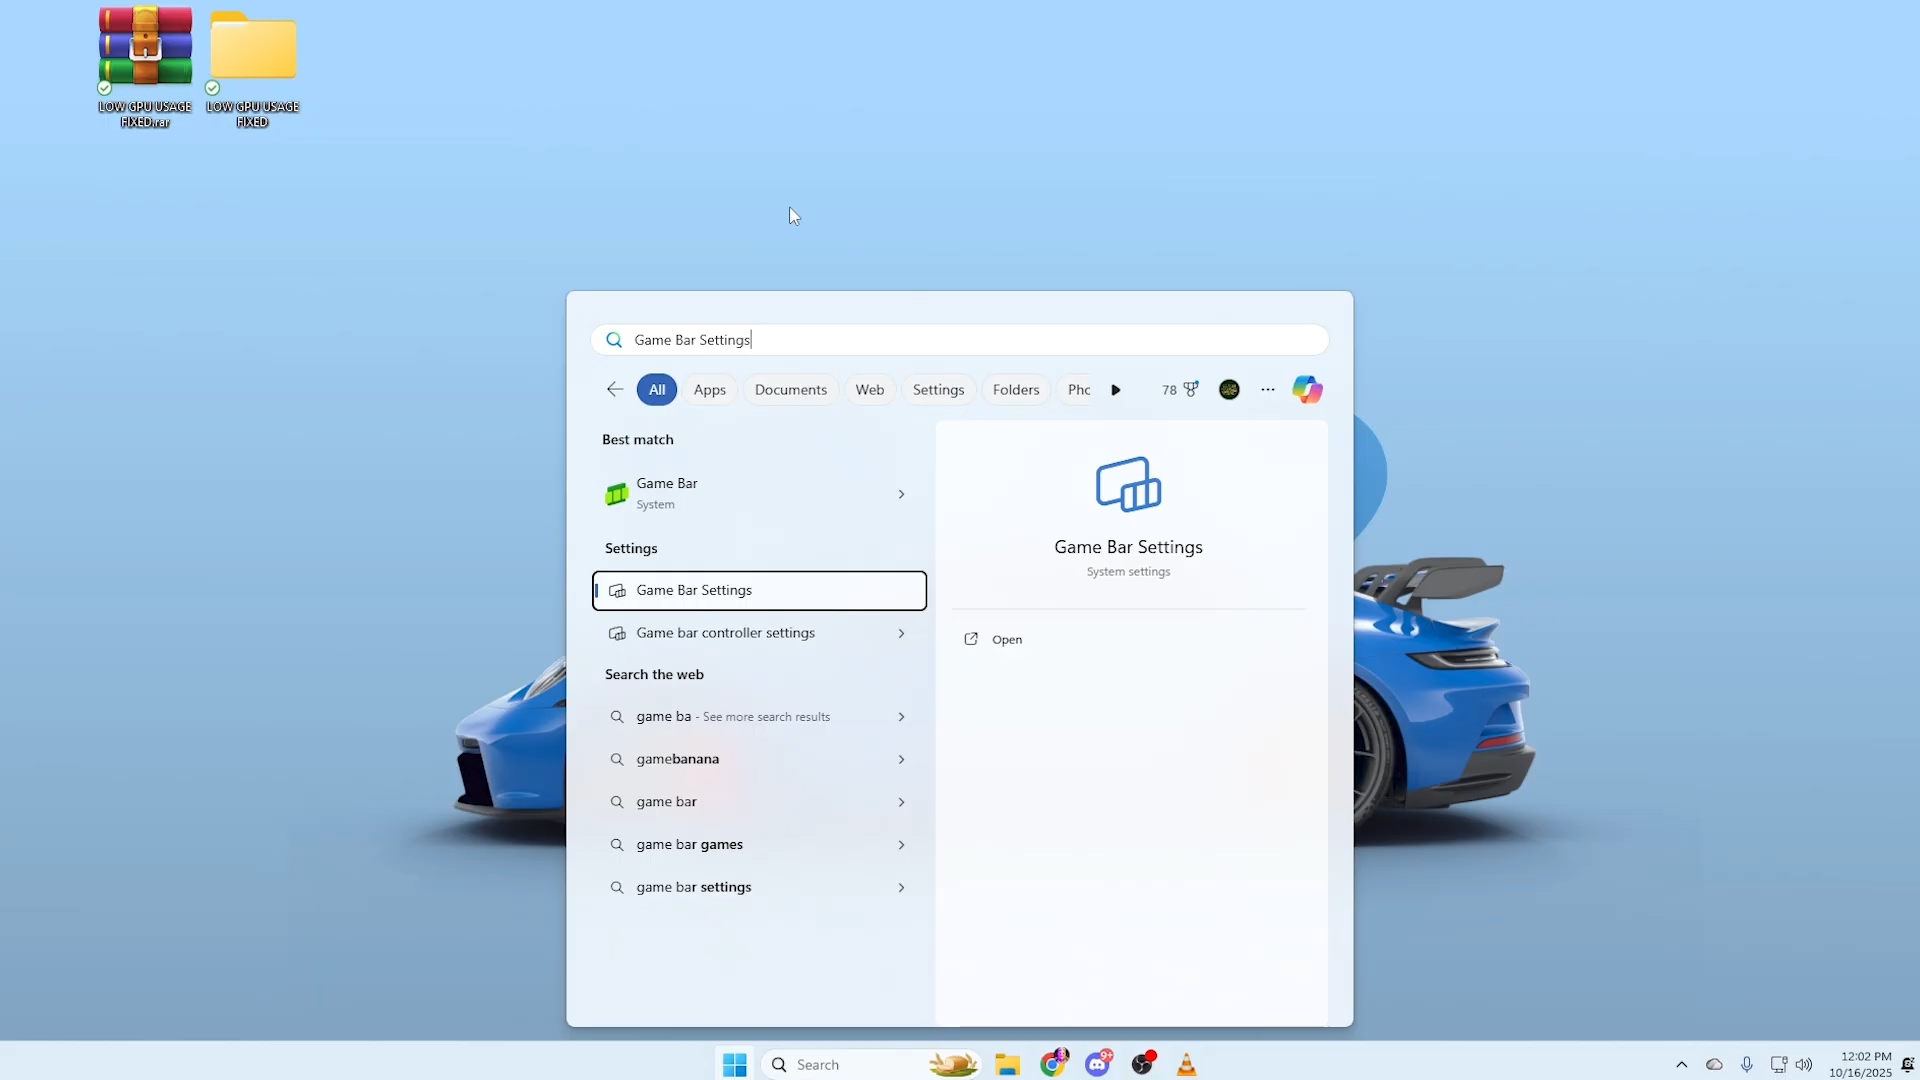 LOW GPU USAGE
FIXED.rar
LOW GPU USAGE
FIXED
Game Bar Settings
All
Apps
Documents
Web
Settings
Folders
Pho
78
Best match
Game Bar
System
Settings
Game Bar Settings
Game bar controller settings
Search the web
game ba - See more search results
gamebanana
game bar
game bar games
game bar settings
Game Bar Settings
System settings
Open
Search
9+
12:02 PM
10/16/2025